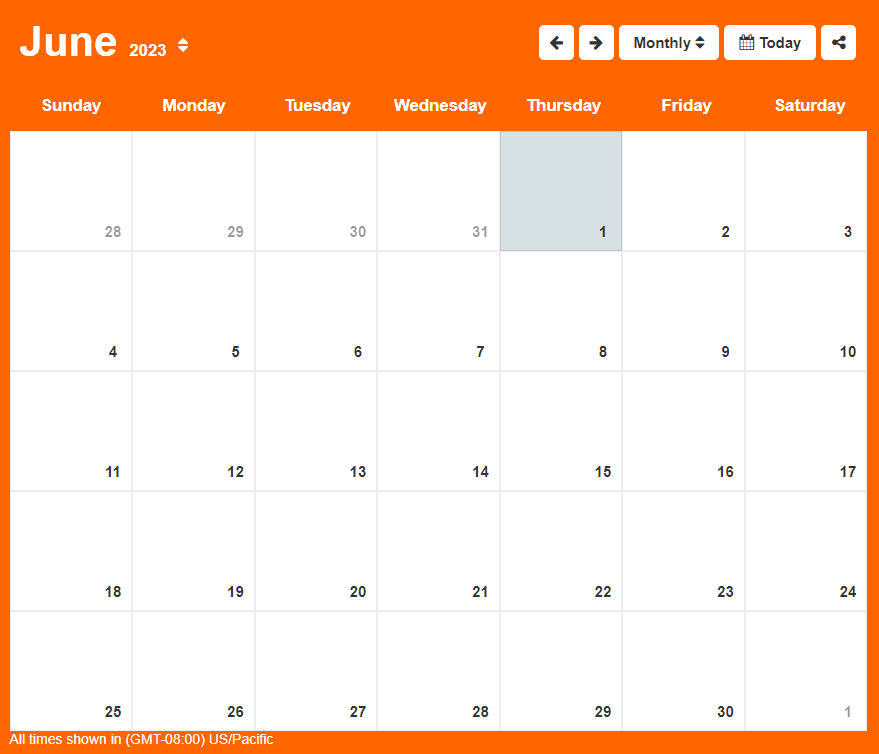 June 2023 Monthly Today
Sunday Monday Tuesday Wednesday Thursday Friday Saturday
28 29 30 31 1 2 3
4 5 6 7 8 9 10
11 12 13 14 15 16 17
18 19 20 21 22 23 24
25 26 27 28 29 30 1
All times shown in (GMT-08:00) US/Pacific